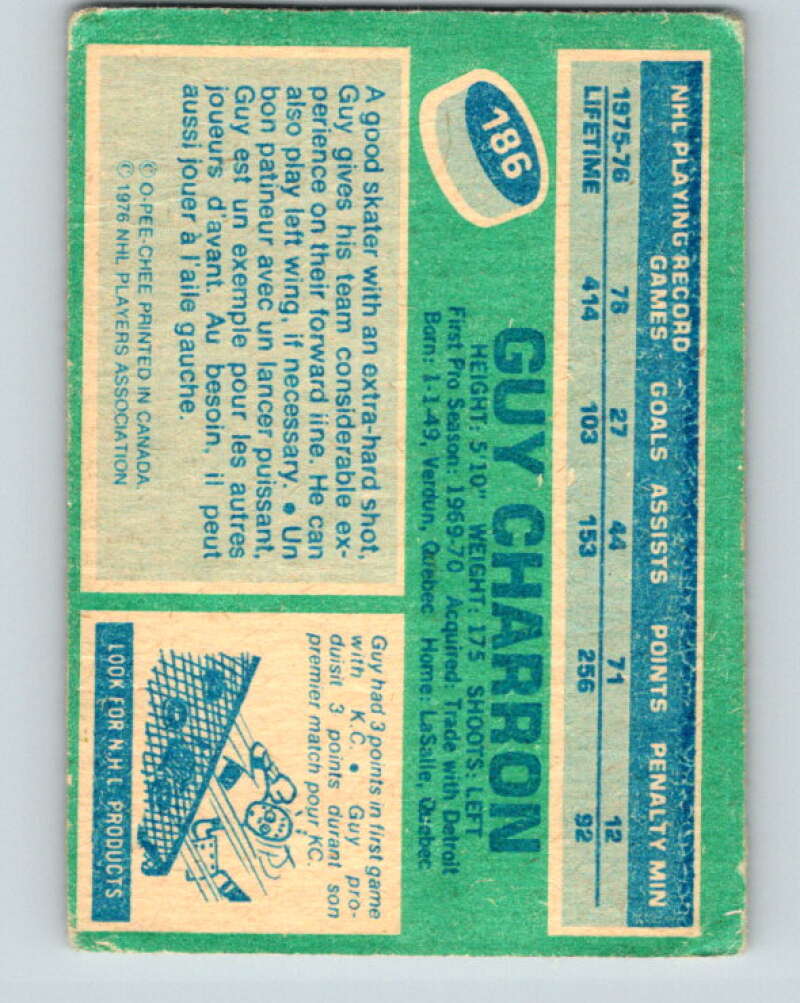 NHL PLAYING RECORD
GAMES GOALS ASSISTS POINTS PENALTY MIN
1975-76 78 27 44 71 12
LIFETIME 414 103 153 256 92
186
GUY CHARRON
HEIGHT: 5'10" WEIGHT: 175 SHOOTS: LEFT
First Pro Season: 1969-70 Acquired: Trade with Detroit
Born: 1-1-49, Verdun, Quebec Home: LaSalle, Quebec
A good skater with an extra-hard shot,
Guy gives his team considerable ex-
perience on their forward line. He can
also play left wing, if necessary. • Un
bon patineur avec un lancer puissant,
Guy est un exemple pour les autres
joueurs d'avant. Au besoin, il peut
aussi jouer à l'aile gauche.
© O-PEE-CHEE PRINTED IN CANADA
© 1976 NHL PLAYERS ASSOCIATION
Guy had 3 points in first game
with K.C. • Guy pro-
duisit 3 points durant son
premier match pour KC.
LOOK FOR N.H.L. PRODUCTS